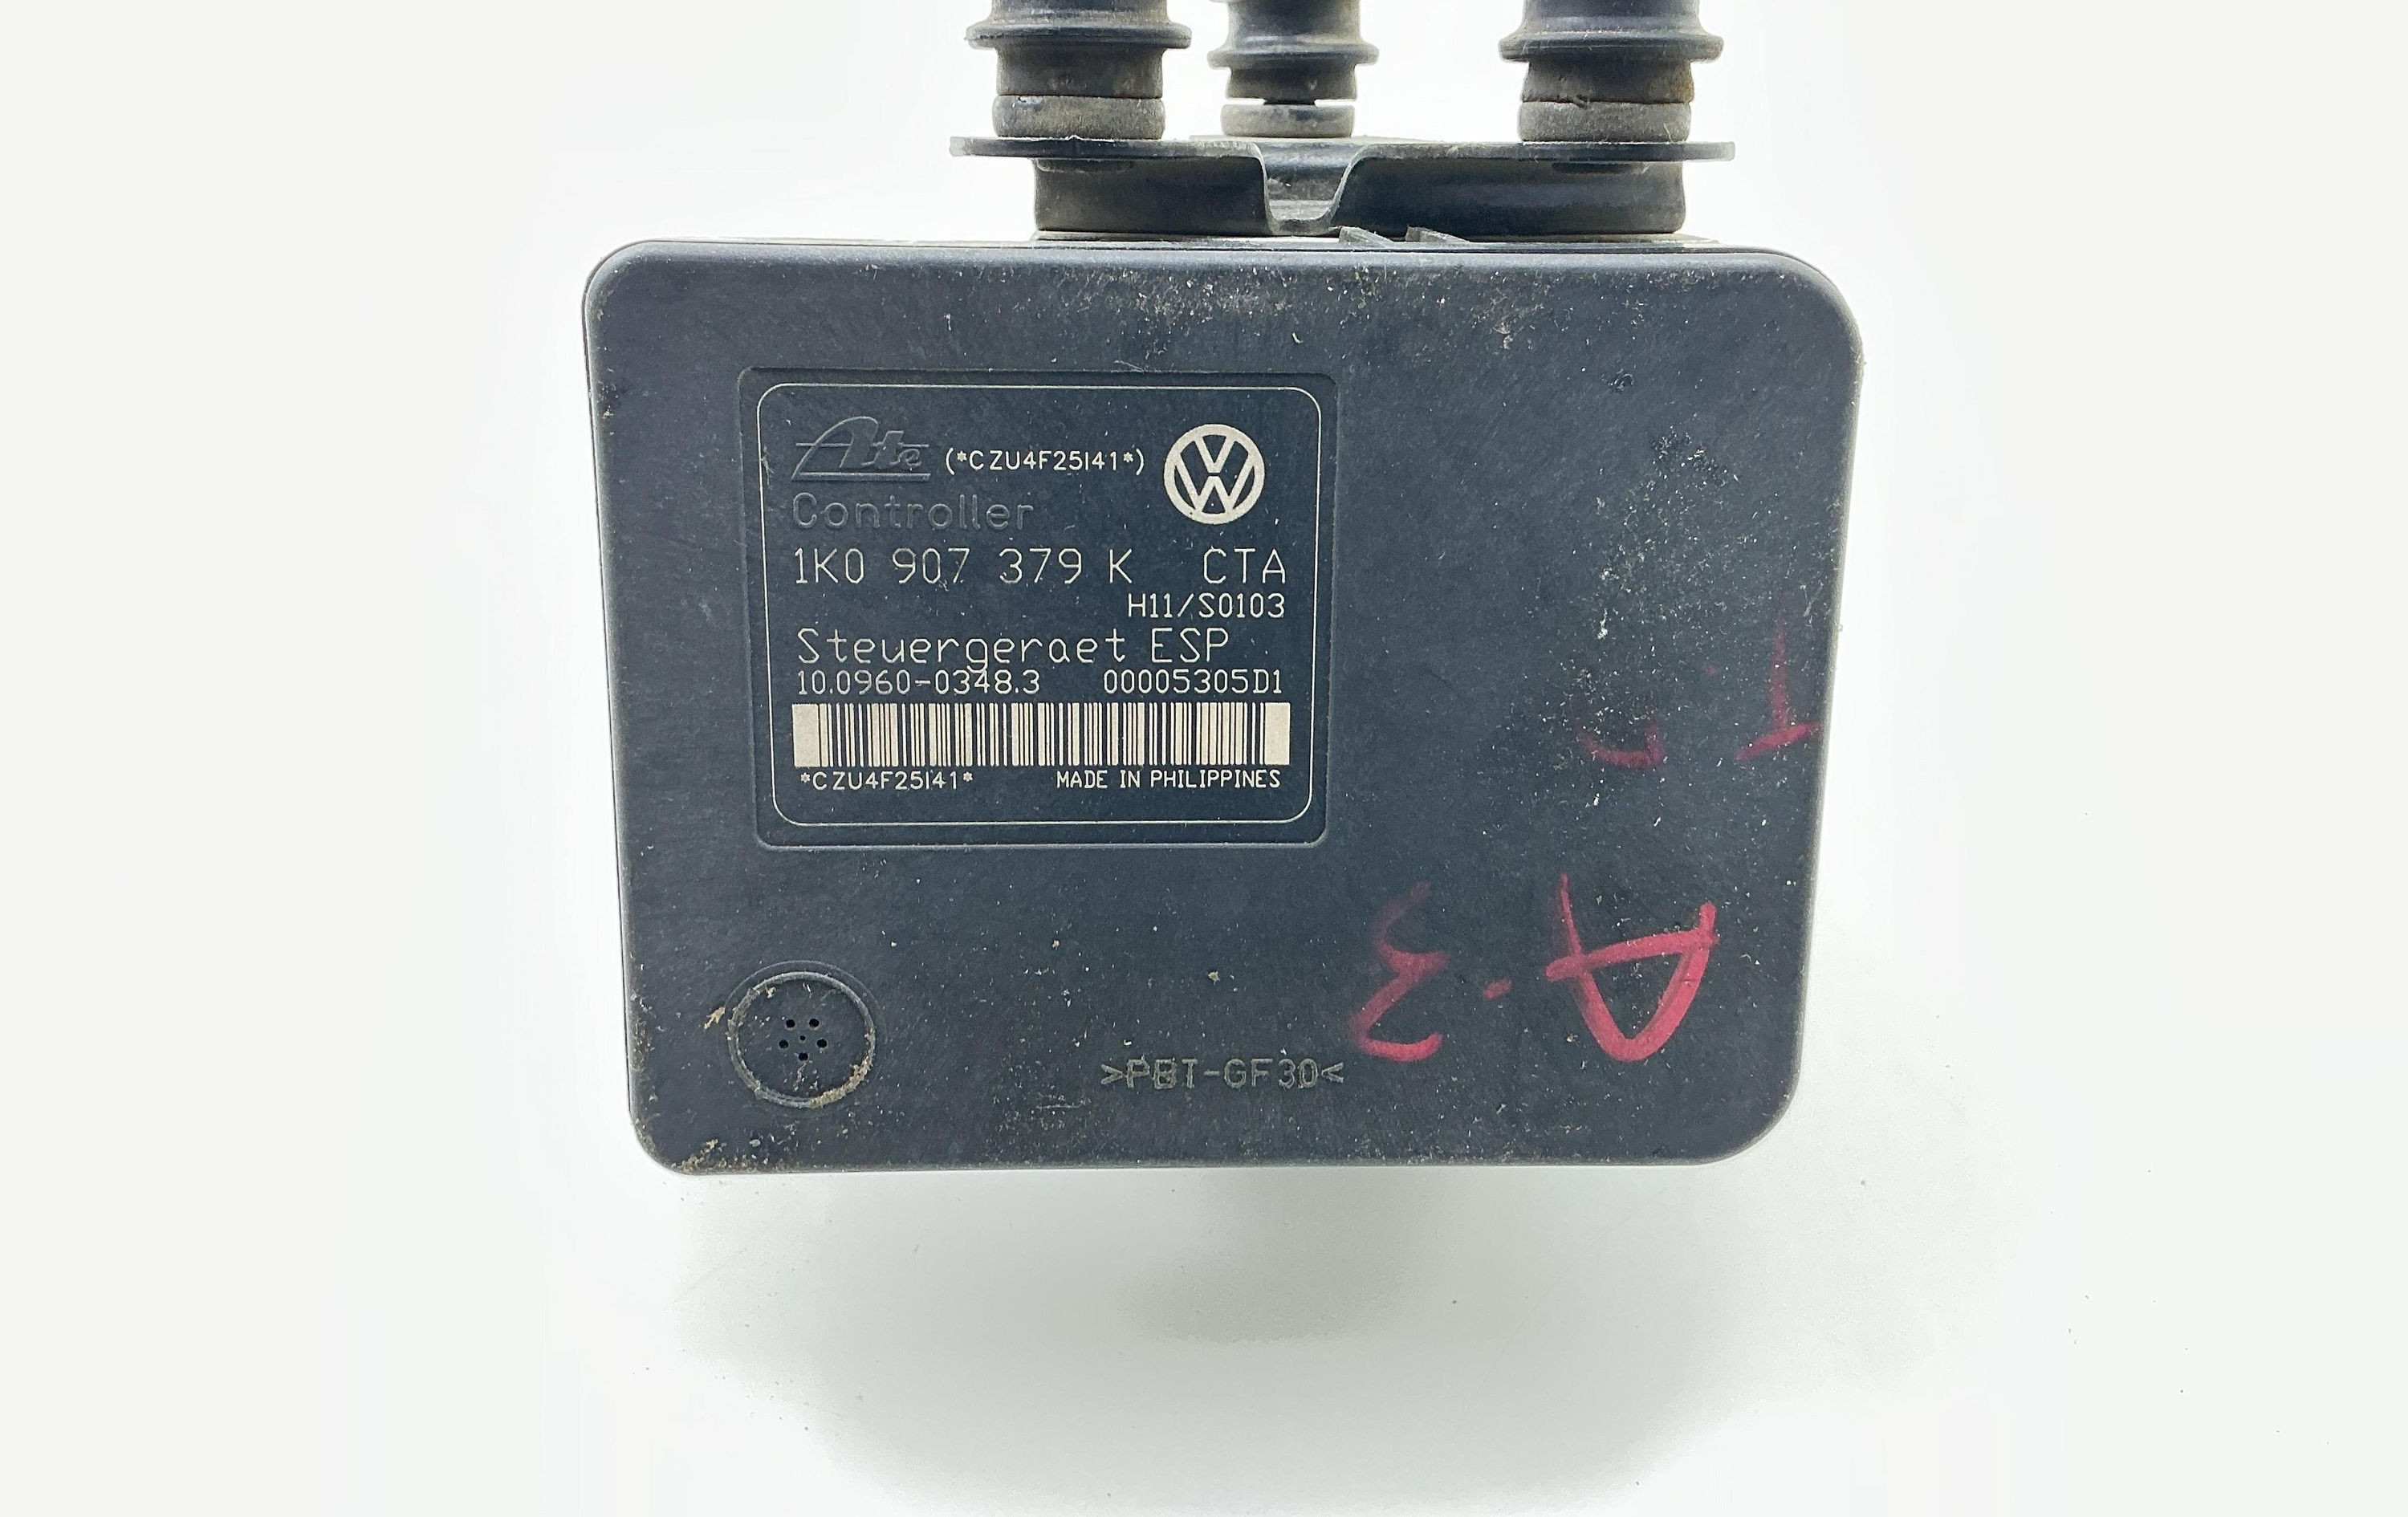 Ate (*CZU4F25I41*) VW
Controller
1K0 907 379 K CTA
H11/S0103
Steuergeraet ESP
10.0960-0348.3 00005305D1
*CZU4F25I41* MADE IN PHILIPPINES
A-3
>PBT-GF30<